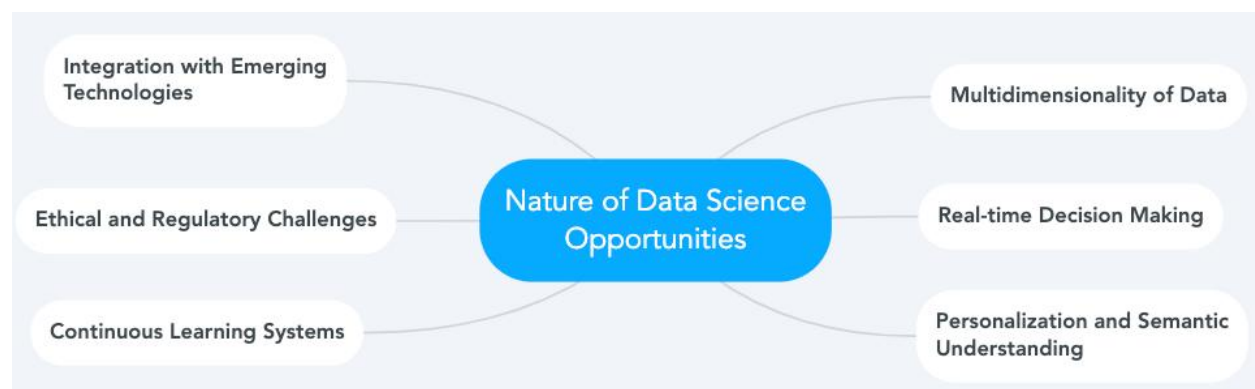 Integration with Emerging
Technologies
Ethical and Regulatory Challenges
Continuous Learning Systems
Nature of Data Science
Opportunities
Multidimensionality of Data
Real-time Decision Making
Personalization and Semantic
Understanding